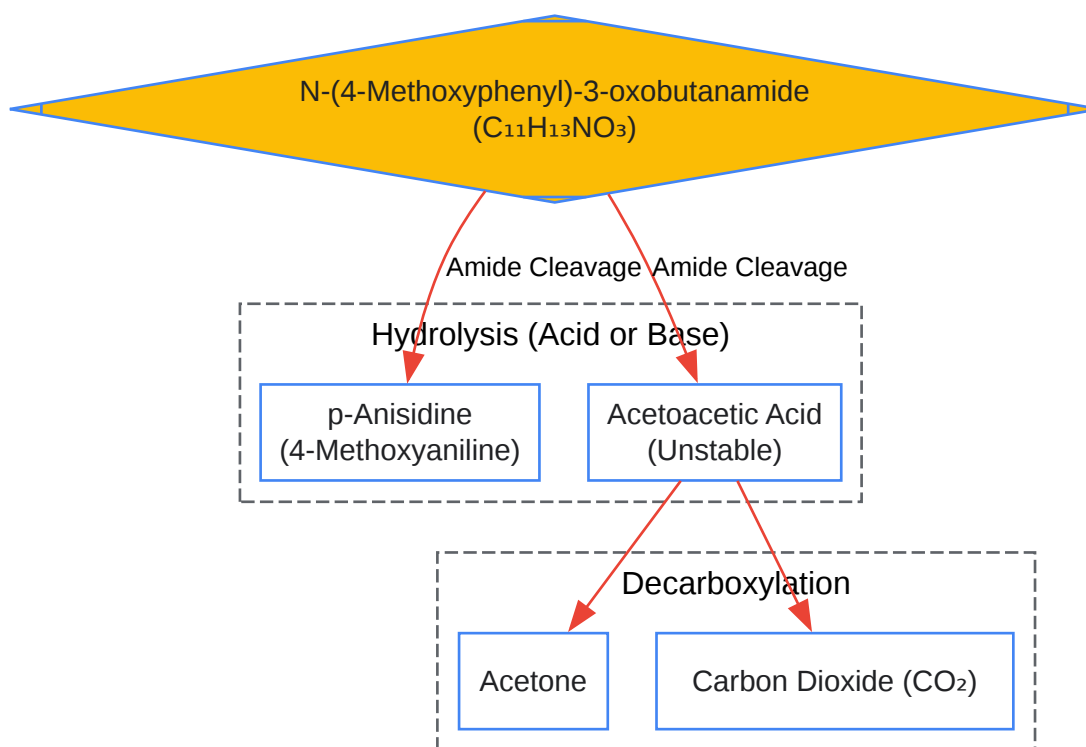 N-(4-Methoxyphenyl)-3-oxobutanamide
(C₁₁H₁₃NO₃)
Amide Cleavage
Amide Cleavage
Hydrolysis (Acid or Base)
p-Anisidine
(4-Methoxyaniline)
Acetoacetic Acid
(Unstable)
Decarboxylation
Acetone
Carbon Dioxide (CO₂)